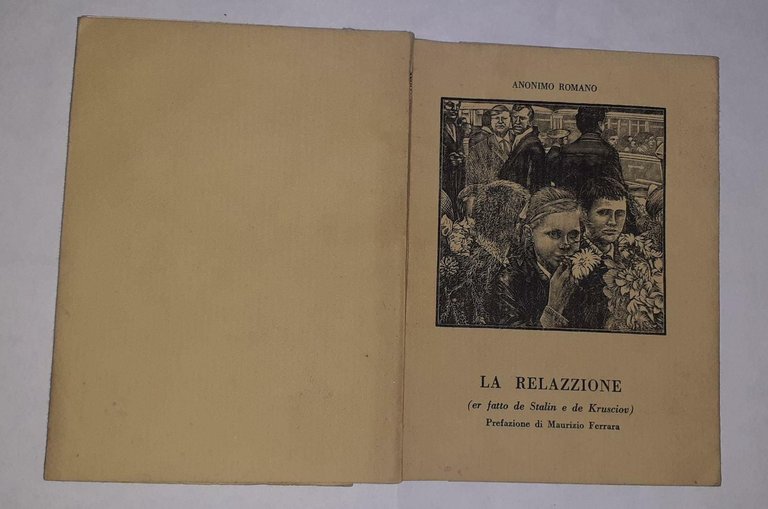 ANONIMO ROMANO
LA RELAZZIONE
(er fatto de Stalin e de Krusciov)
Prefazione di Maurizio Ferrara